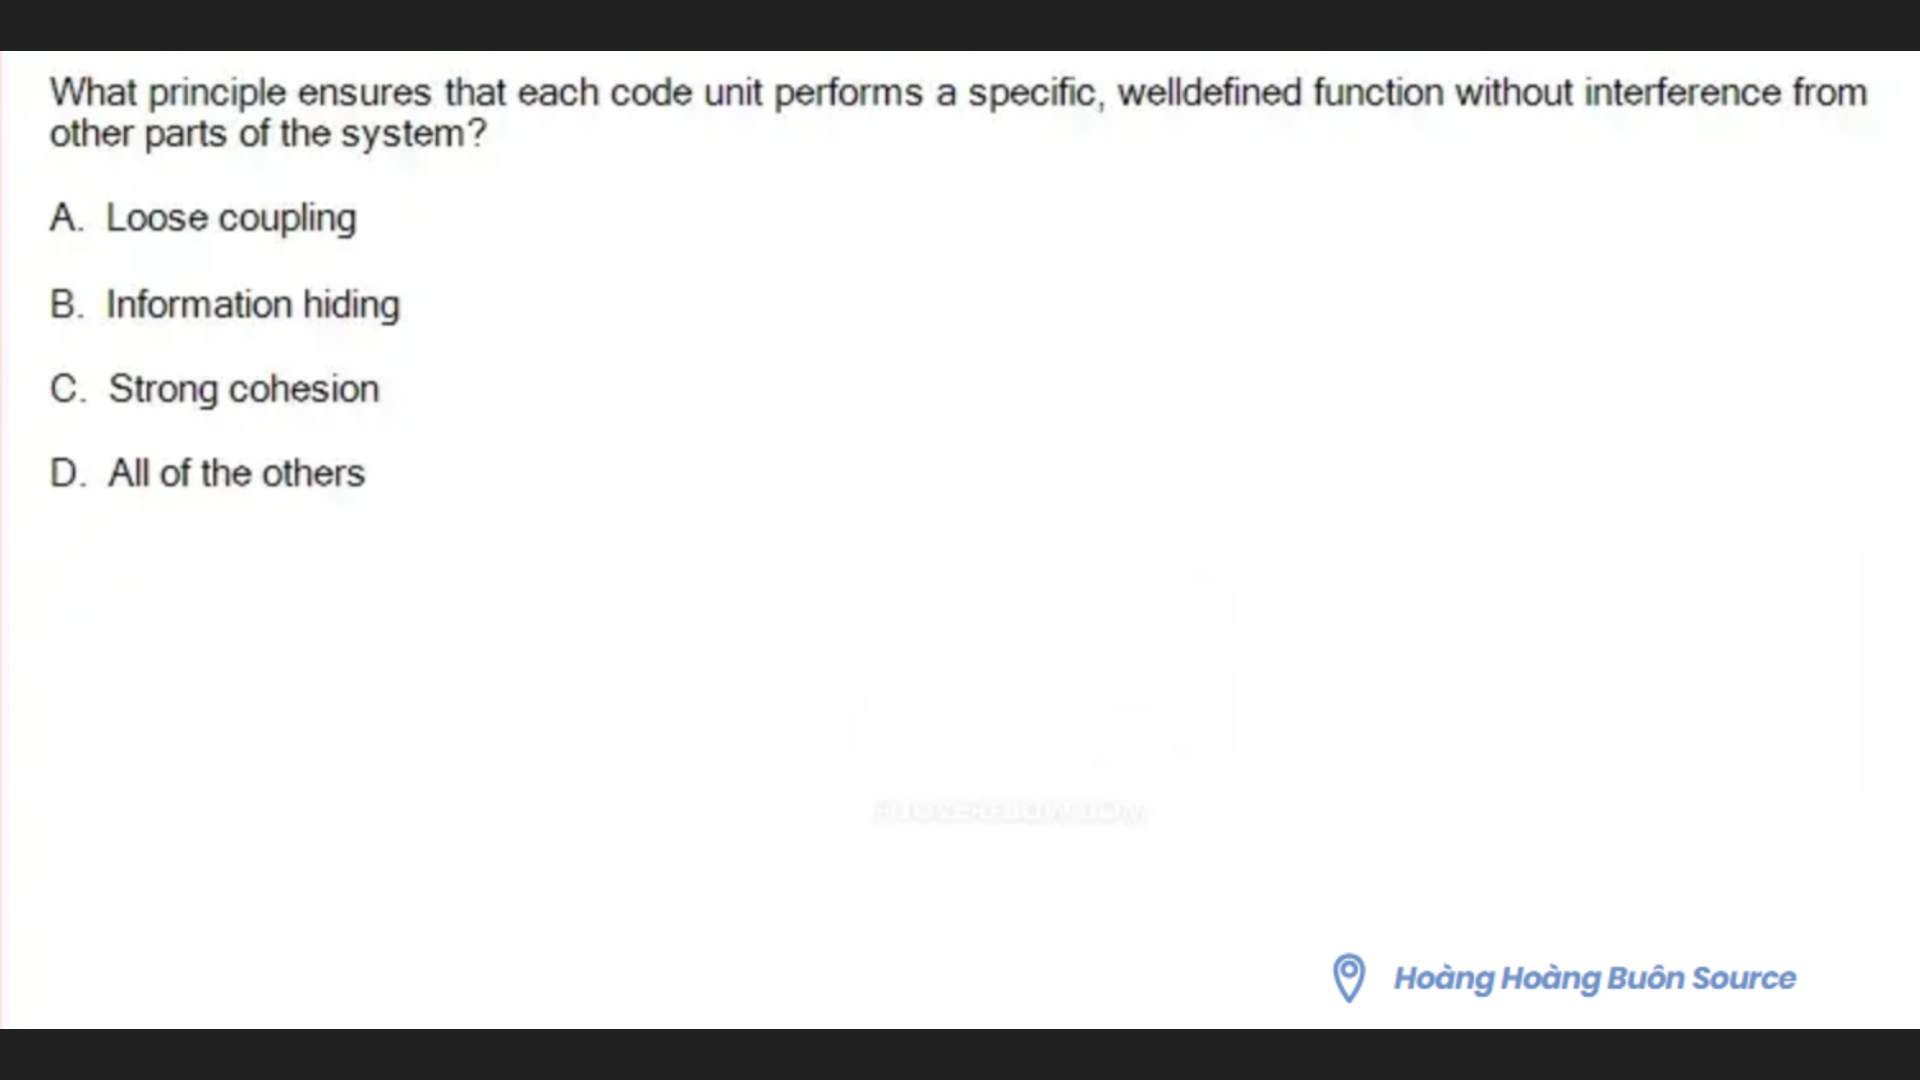 What principle ensures that each code unit performs a specific, welldefined function without interference from
other parts of the system?
A. Loose coupling
B. Information hiding
C. Strong cohesion
D. All of the others
Hoàng Hoàng Buôn Source